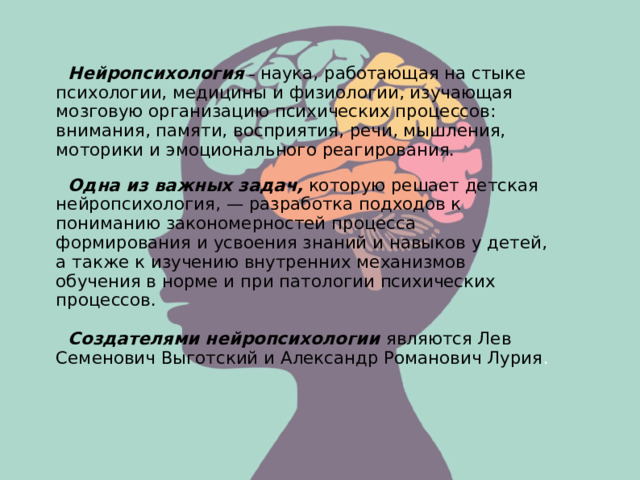 Нейропсихология - наука, работающая на стыке
психологии, медицины и физиологии, изучающая
мозговую организацию психических процессов:
внимания, памяти, восприятия, речи, мышления,
моторики и эмоционального реагирования.
Одна из важных задач, которую решает детская
нейропсихология, — разработка подходов к
пониманию закономерностей процесса
формирования и усвоения знаний и навыков у детей,
а также к изучению внутренних механизмов
обучения в норме и при патологии психических
процессов.
Создателями нейропсихологии являются Лев
Семенович Выготский и Александр Романович Лурия.